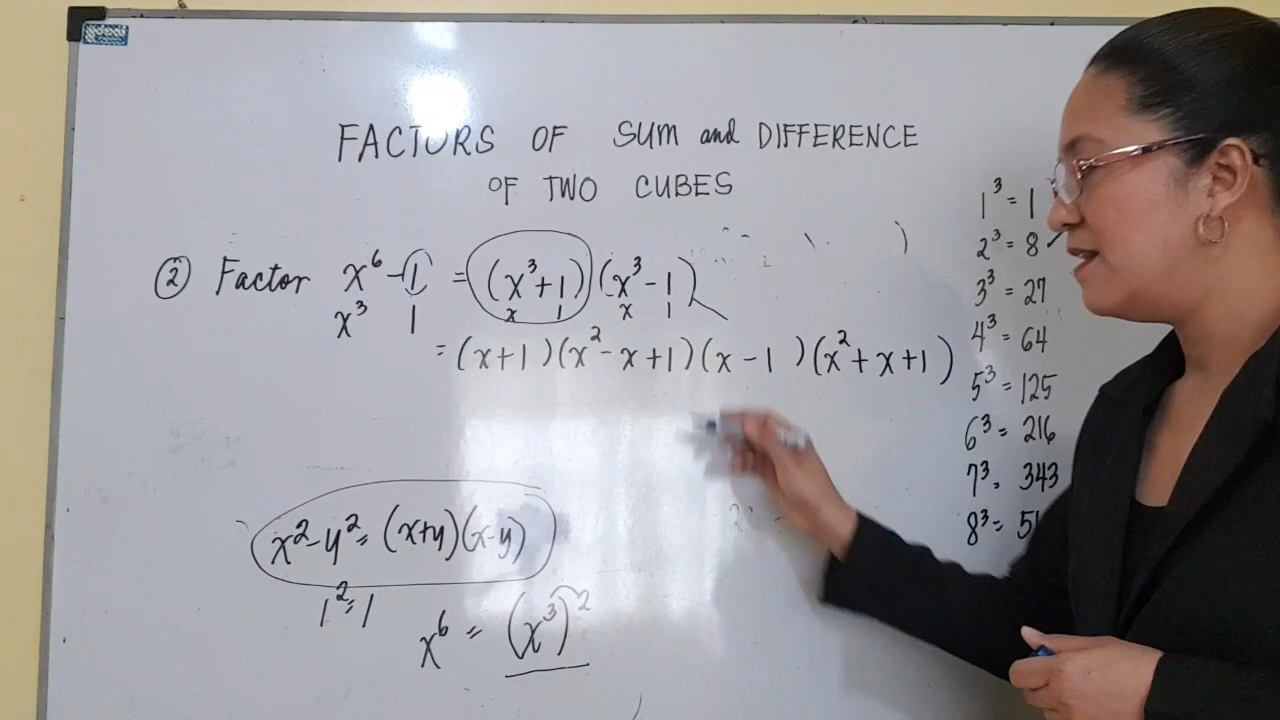 FACTORS OF SUM and DIFFERENCE
OF TWO CUBES
② Factor x⁶ - 1 = (x³+1)(x³-1)
x³ 1 x 1 x 1
= (x+1)(x²-x+1)(x-1)(x²+x+1)
x²-y² = (x+y)(x-y)
1² = 1
x⁶ = (x³)²
1³ = 1
2³ = 8
3³ = 27
4³ = 64
5³ = 125
6³ = 216
7³ = 343
8³ = 5